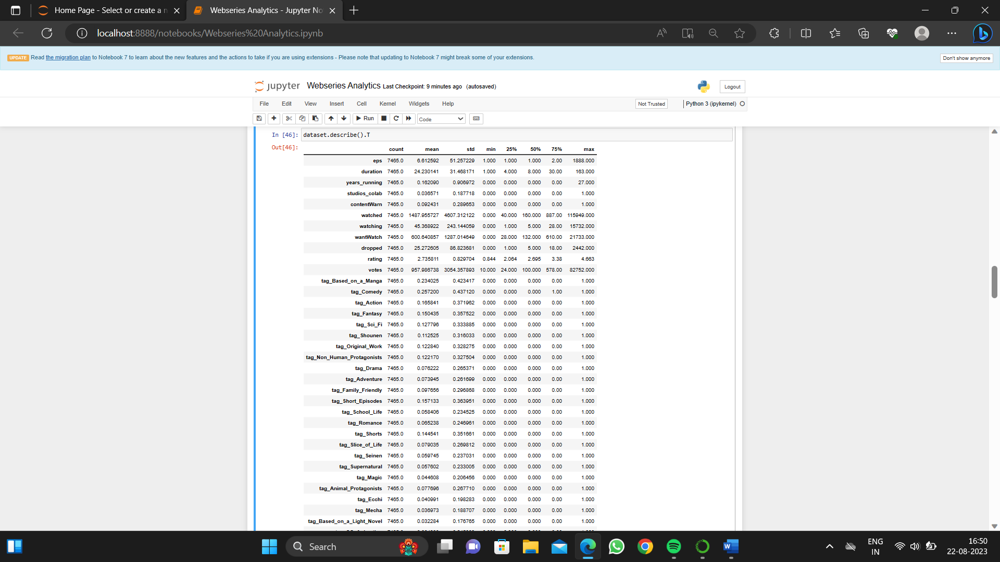 Home Page - Select or create a n
Webseries Analytics - Jupyter No
localhost:8888/notebooks/Webseries%20Analytics.ipynb
UPDATE Read the migration plan to Notebook 7 to learn about the new features and the actions to take if you are using extensions - Please note that updating to Notebook 7 might break some of your extensions.
Don't show anymore
jupyter Webseries Analytics Last Checkpoint: 9 minutes ago (autosaved)
Logout
File Edit View Insert Cell Kernel Widgets Help
Not Trusted
Python 3 (ipykernel)
Run
Code
In [46]: dataset.describe().T
Out[46]:
count mean std min 25% 50% 75% max
eps 7465.0 6.612592 51.257229 1.000 1.000 1.000 2.00 1888.000
duration 7465.0 24.230141 31.468171 1.000 4.000 8.000 30.00 163.000
years_running 7465.0 0.162090 0.906972 0.000 0.000 0.000 0.00 27.000
studios_colab 7465.0 0.036571 0.187718 0.000 0.000 0.000 0.00 1.000
contentWarn 7465.0 0.092431 0.289653 0.000 0.000 0.000 0.00 1.000
watched 7465.0 1487.955727 4607.312122 0.000 40.000 160.000 887.00 115949.000
watching 7465.0 45.368922 243.144059 0.000 1.000 5.000 28.00 15732.000
wantWatch 7465.0 600.640857 1287.014649 0.000 28.000 132.000 610.00 21733.000
dropped 7465.0 25.272605 86.823681 0.000 1.000 5.000 18.00 2442.000
rating 7465.0 2.735811 0.829704 0.844 2.064 2.695 3.38 4.663
votes 7465.0 957.986738 3054.357893 10.000 24.000 100.000 578.00 82752.000
tag_Based_on_a_Manga 7465.0 0.234025 0.423417 0.000 0.000 0.000 0.00 1.000
tag_Comedy 7465.0 0.257200 0.437120 0.000 0.000 0.000 1.00 1.000
tag_Action 7465.0 0.165841 0.371962 0.000 0.000 0.000 0.00 1.000
tag_Fantasy 7465.0 0.150435 0.357522 0.000 0.000 0.000 0.00 1.000
tag_Sci_Fi 7465.0 0.127796 0.333885 0.000 0.000 0.000 0.00 1.000
tag_Shounen 7465.0 0.112525 0.316033 0.000 0.000 0.000 0.00 1.000
tag_Original_Work 7465.0 0.122840 0.328275 0.000 0.000 0.000 0.00 1.000
tag_Non_Human_Protagonists 7465.0 0.122170 0.327504 0.000 0.000 0.000 0.00 1.000
tag_Drama 7465.0 0.076222 0.265371 0.000 0.000 0.000 0.00 1.000
tag_Adventure 7465.0 0.073945 0.261699 0.000 0.000 0.000 0.00 1.000
tag_Family_Friendly 7465.0 0.097656 0.296868 0.000 0.000 0.000 0.00 1.000
tag_Short_Episodes 7465.0 0.157133 0.363951 0.000 0.000 0.000 0.00 1.000
tag_School_Life 7465.0 0.058406 0.234525 0.000 0.000 0.000 0.00 1.000
tag_Romance 7465.0 0.065238 0.246961 0.000 0.000 0.000 0.00 1.000
tag_Shorts 7465.0 0.144541 0.351661 0.000 0.000 0.000 0.00 1.000
tag_Slice_of_Life 7465.0 0.079035 0.269812 0.000 0.000 0.000 0.00 1.000
tag_Seinen 7465.0 0.059745 0.237031 0.000 0.000 0.000 0.00 1.000
tag_Supernatural 7465.0 0.057602 0.233005 0.000 0.000 0.000 0.00 1.000
tag_Magic 7465.0 0.044608 0.206456 0.000 0.000 0.000 0.00 1.000
tag_Animal_Protagonists 7465.0 0.077696 0.267710 0.000 0.000 0.000 0.00 1.000
tag_Ecchi 7465.0 0.040991 0.198283 0.000 0.000 0.000 0.00 1.000
tag_Mecha 7465.0 0.036973 0.188707 0.000 0.000 0.000 0.00 1.000
tag_Based_on_a_Light_Novel 7465.0 0.032284 0.176765 0.000 0.000 0.000 0.00 1.000
Search
ENG
IN
16:50
22-08-2023